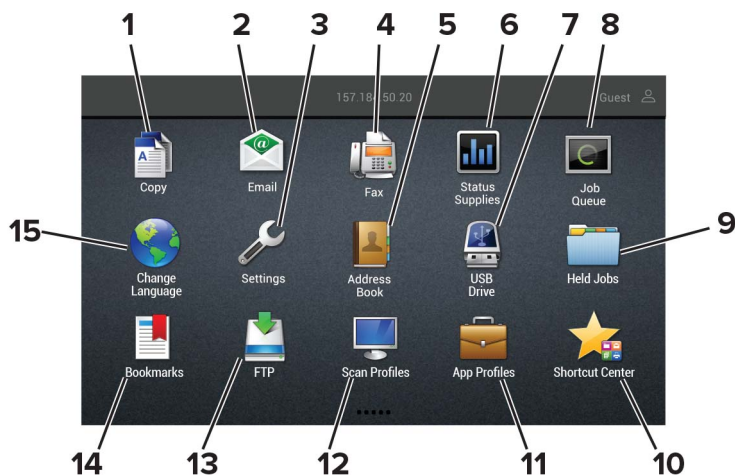 1 2 3 4 5 6 7 8
157.184.50.20 Guest
Copy Email Fax Status Supplies Job Queue
15 9
Change Language Settings Address Book USB Drive Held Jobs
Bookmarks FTP Scan Profiles App Profiles Shortcut Center
14 13 12 11 10